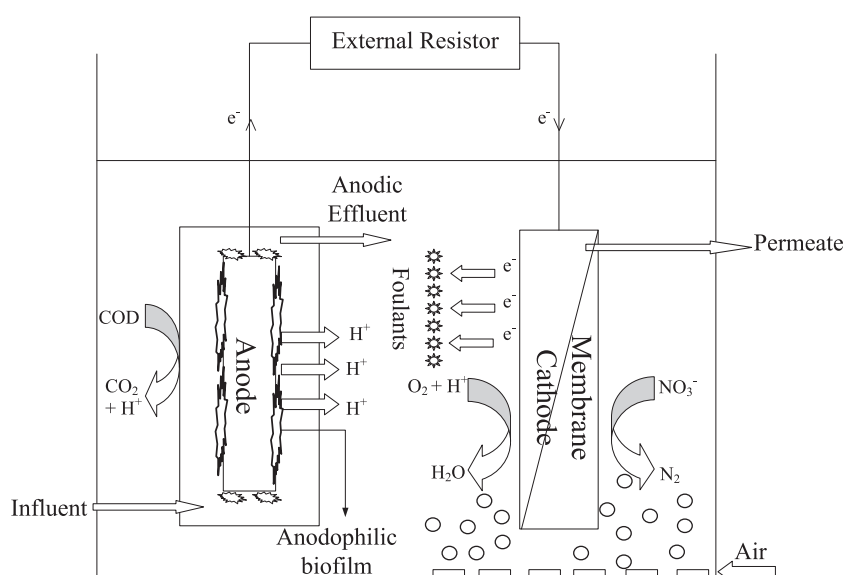 External Resistor
e-
e-
Anodic
Effluent
Permeate
Foulants
e-
e-
e-
COD
CO2
+ H+
Anode
H+
H+
H+
O2 + H+
H2O
Membrane
Cathode
NO3-
N2
Influent
Anodophilic
biofilm
Air